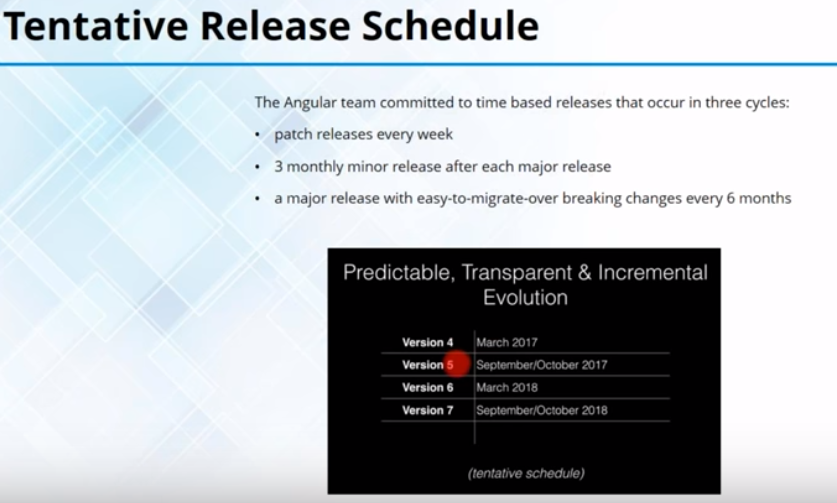 Tentative Release Schedule
The Angular team committed to time based releases that occur in three cycles:
• patch releases every week
• 3 monthly minor release after each major release
• a major release with easy-to-migrate-over breaking changes every 6 months
Predictable, Transparent & Incremental
Evolution
Version 4 March 2017
Version 5 September/October 2017
Version 6 March 2018
Version 7 September/October 2018
(tentative schedule)